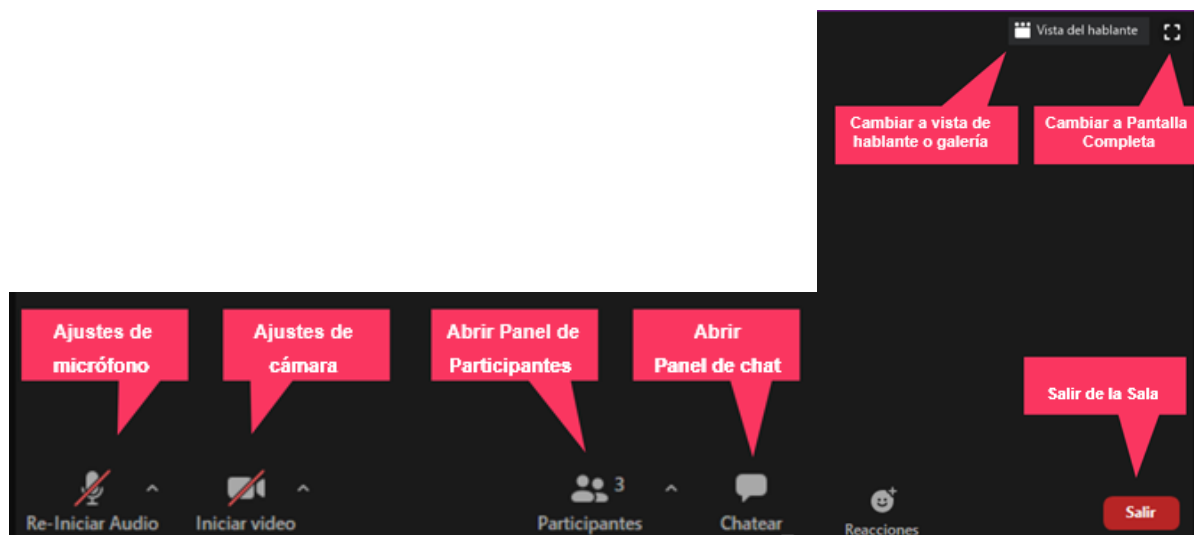 Vista del hablante
Cambiar a vista de
hablante o galería
Cambiar a Pantalla
Completa
Ajustes de
micrófono
Ajustes de
cámara
Abrir Panel de
Participantes
Abrir
Panel de chat
Salir de la Sala
Re-Iniciar Audio
Iniciar video
3
Participantes
Chatear
Reacciones
Salir